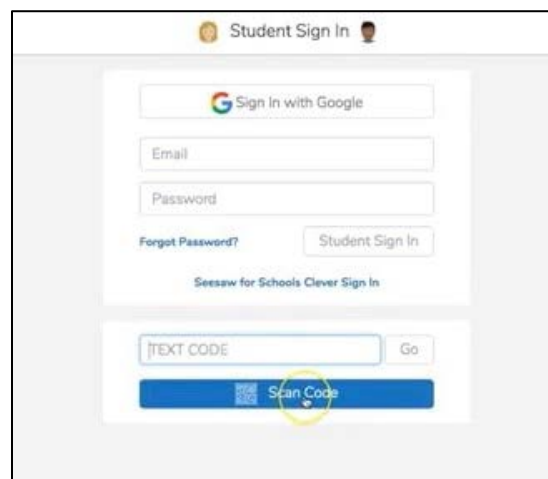 Student Sign In
Sign In with Google
Email
Password
Forgot Password?
Student Sign In
Seesaw for Schools Clever Sign In
TEXT CODE
Go
Scan Code